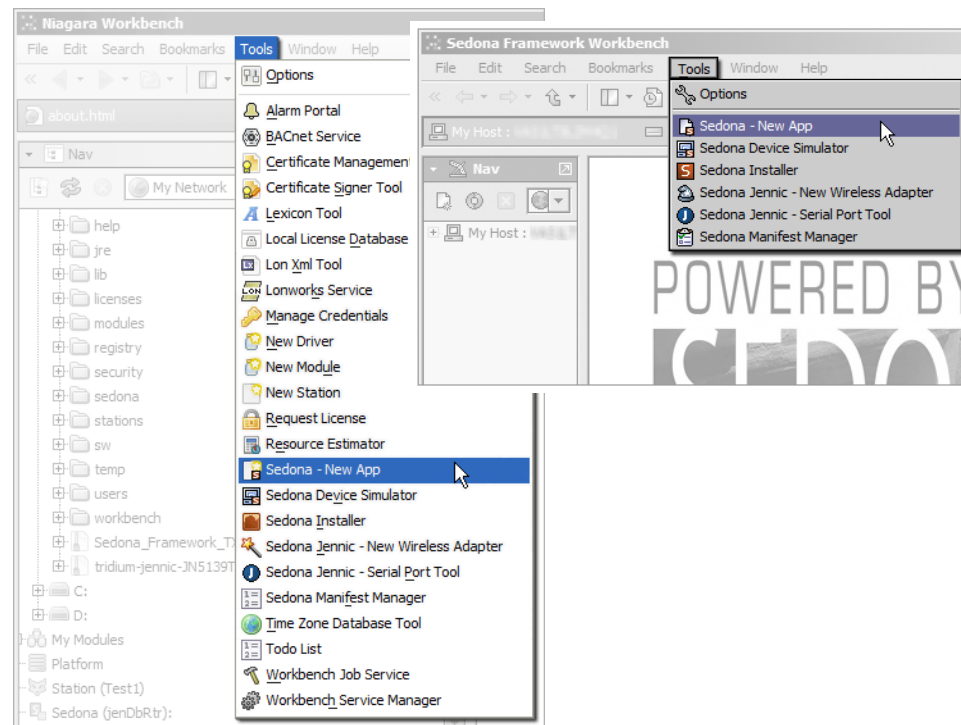 Niagara Workbench
File Edit Search Bookmarks Tools Window Help
about.html
Nav
My Network
help
jre
lib
licenses
modules
registry
security
sedona
stations
sw
temp
users
workbench
Sedona_Framework_T
tridium-jennic-JN5139T
C:
D:
My Modules
Platform
Station (Test1)
Sedona (jenDbRtr):
Options
Alarm Portal
BACnet Service
Certificate Management
Certificate Signer Tool
Lexicon Tool
Local License Database
Lon Xml Tool
Lonworks Service
Manage Credentials
New Driver
New Module
New Station
Request License
Resource Estimator
Sedona - New App
Sedona Device Simulator
Sedona Installer
Sedona Jennic - New Wireless Adapter
Sedona Jennic - Serial Port Tool
Sedona Manifest Manager
Time Zone Database Tool
Todo List
Workbench Job Service
Workbench Service Manager
Sedona Framework Workbench
File Edit Search Bookmarks Tools Window Help
My Host :
Nav
My Host :
Options
Sedona - New App
Sedona Device Simulator
Sedona Installer
Sedona Jennic - New Wireless Adapter
Sedona Jennic - Serial Port Tool
Sedona Manifest Manager
POWERED BY
SEDO